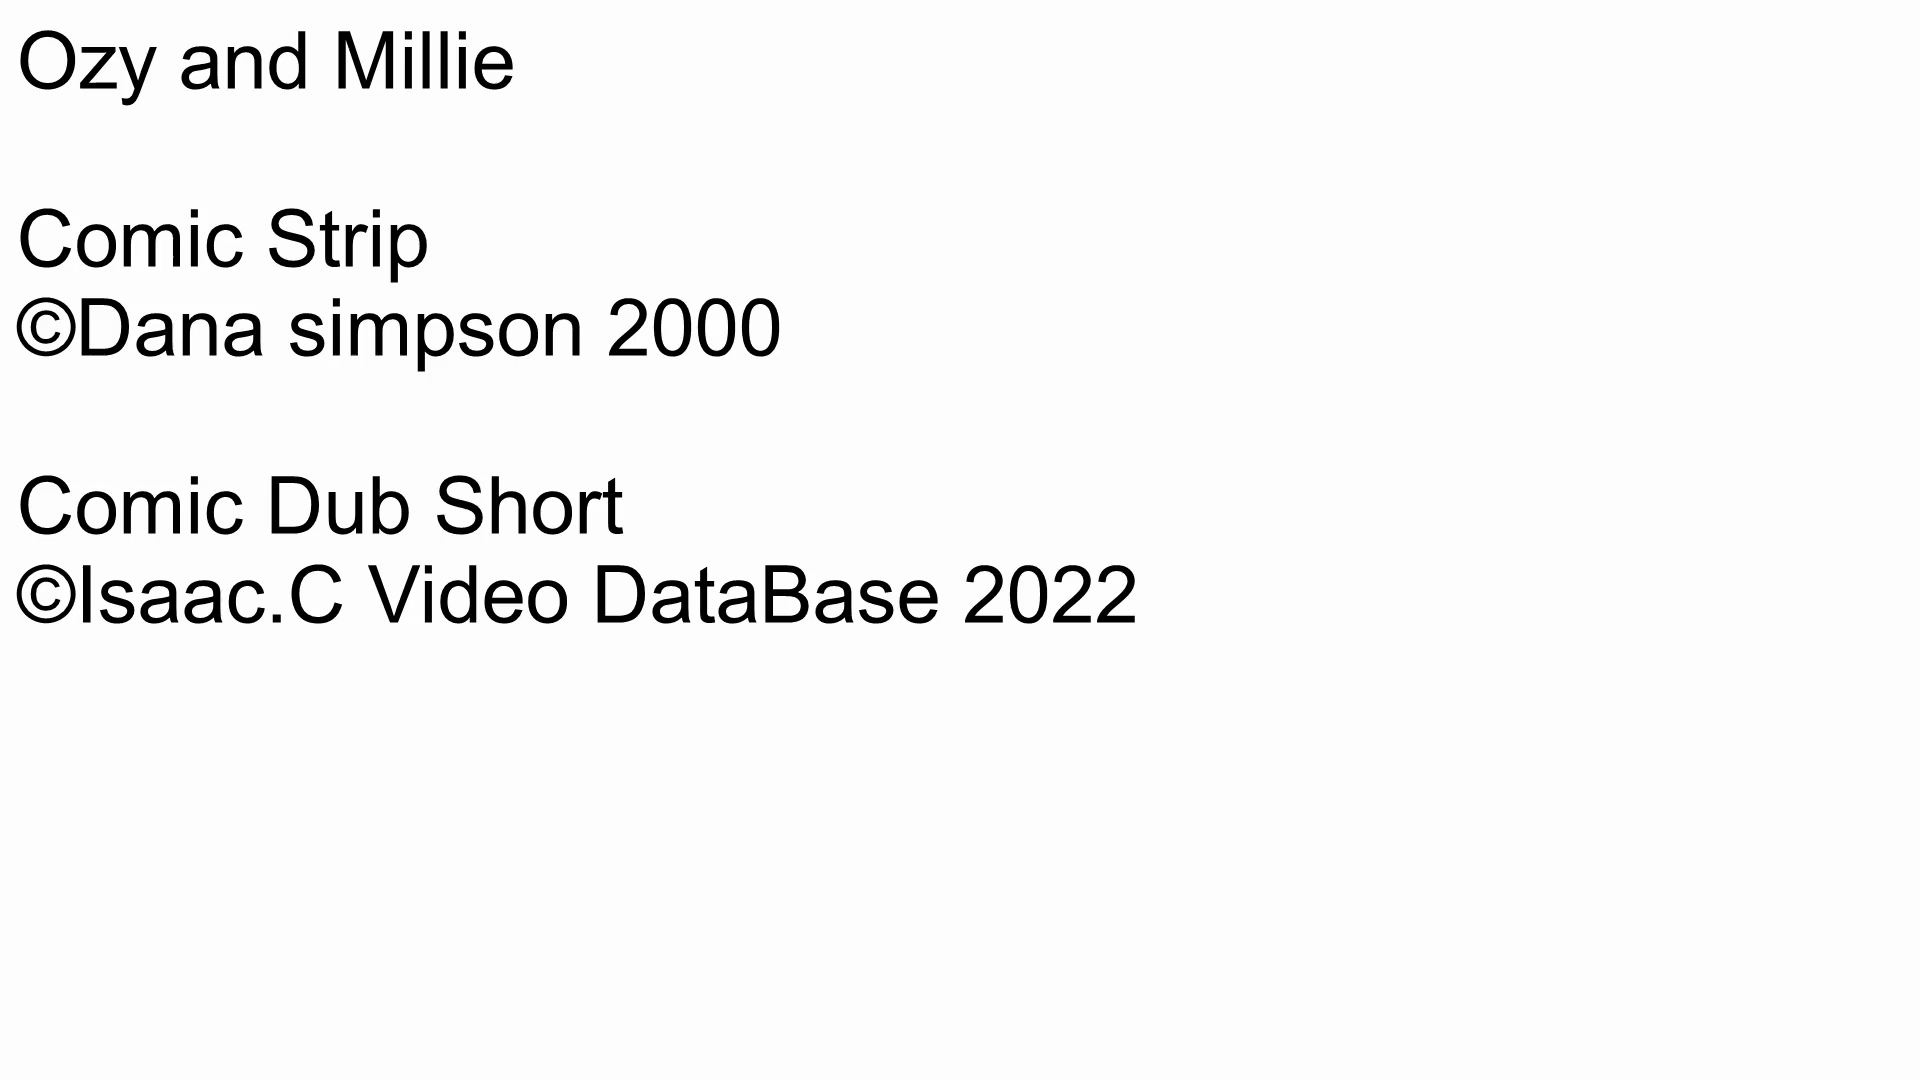 Ozy and Millie
Comic Strip
©Dana simpson 2000
Comic Dub Short
©Isaac.C Video DataBase 2022